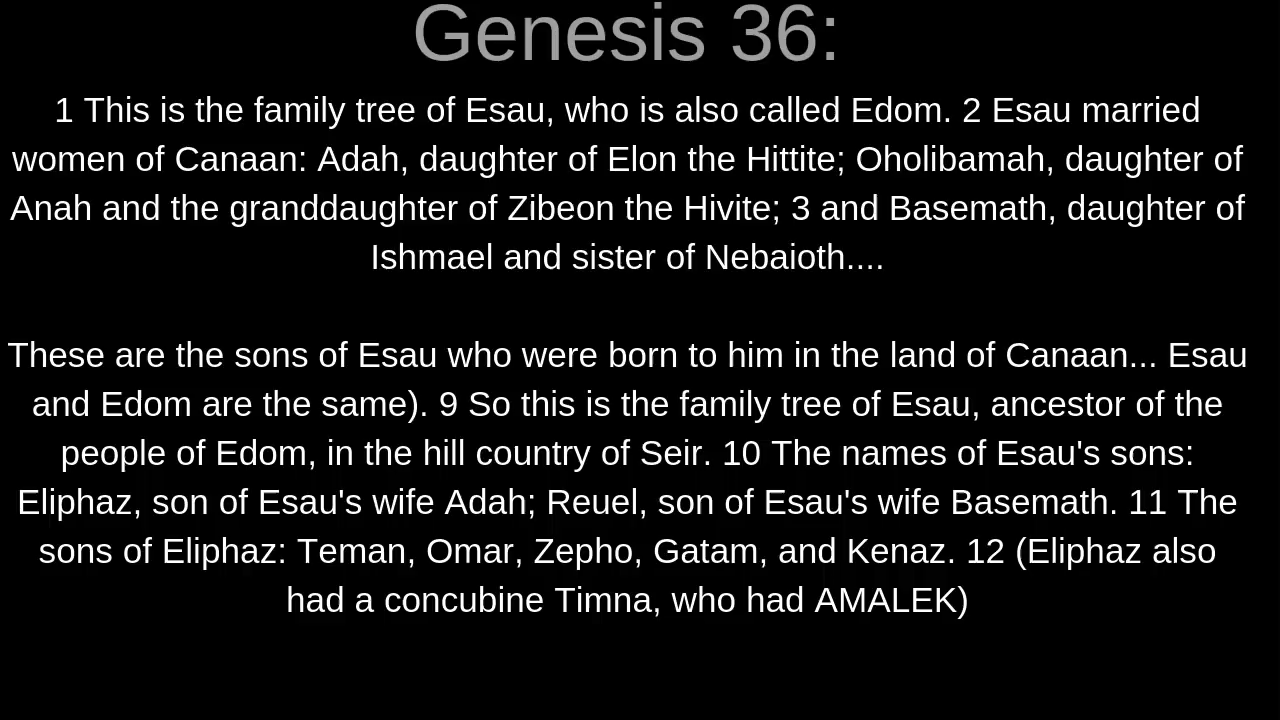 Genesis 36:
1 This is the family tree of Esau, who is also called Edom. 2 Esau married
women of Canaan: Adah, daughter of Elon the Hittite; Oholibamah, daughter of
Anah and the granddaughter of Zibeon the Hivite; 3 and Basemath, daughter of
Ishmael and sister of Nebaioth....
These are the sons of Esau who were born to him in the land of Canaan... Esau
and Edom are the same). 9 So this is the family tree of Esau, ancestor of the
people of Edom, in the hill country of Seir. 10 The names of Esau's sons:
Eliphaz, son of Esau's wife Adah; Reuel, son of Esau's wife Basemath. 11 The
sons of Eliphaz: Teman, Omar, Zepho, Gatam, and Kenaz. 12 (Eliphaz also
had a concubine Timna, who had AMALEK)